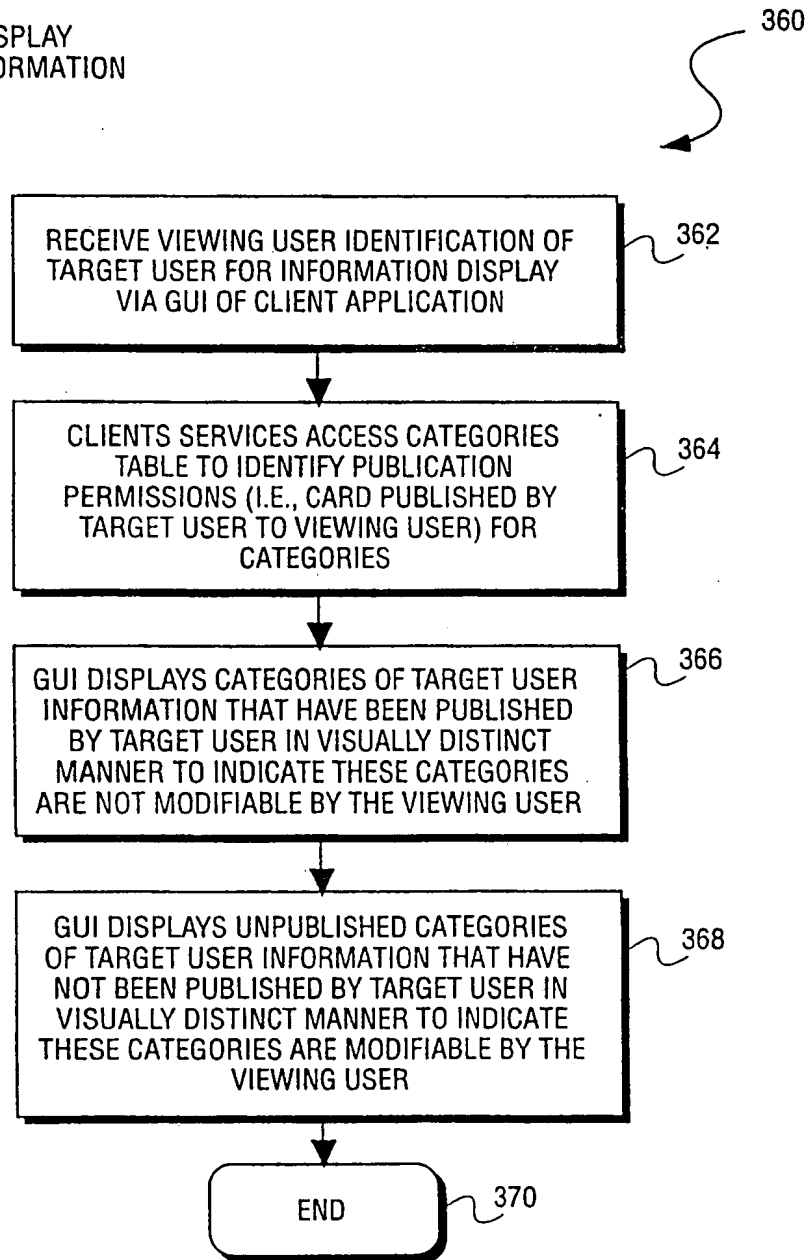 360
SPLAY
ORMATION
RECEIVE VIEWING USER IDENTIFICATION OF
TARGET USER FOR INFORMATION DISPLAY
VIA GUI OF CLIENT APPLICATION
362
CLIENTS SERVICES ACCESS CATEGORIES
TABLE TO IDENTIFY PUBLICATION
PERMISSIONS (I.E., CARD PUBLISHED BY
TARGET USER TO VIEWING USER) FOR
CATEGORIES
364
GUI DISPLAYS CATEGORIES OF TARGET USER
INFORMATION THAT HAVE BEEN PUBLISHED
BY TARGET USER IN VISUALLY DISTINCT
MANNER TO INDICATE THESE CATEGORIES
ARE NOT MODIFIABLE BY THE VIEWING USER
366
GUI DISPLAYS UNPUBLISHED CATEGORIES
OF TARGET USER INFORMATION THAT HAVE
NOT BEEN PUBLISHED BY TARGET USER IN
VISUALLY DISTINCT MANNER TO INDICATE
THESE CATEGORIES ARE MODIFIABLE BY THE
VIEWING USER
368
END
370